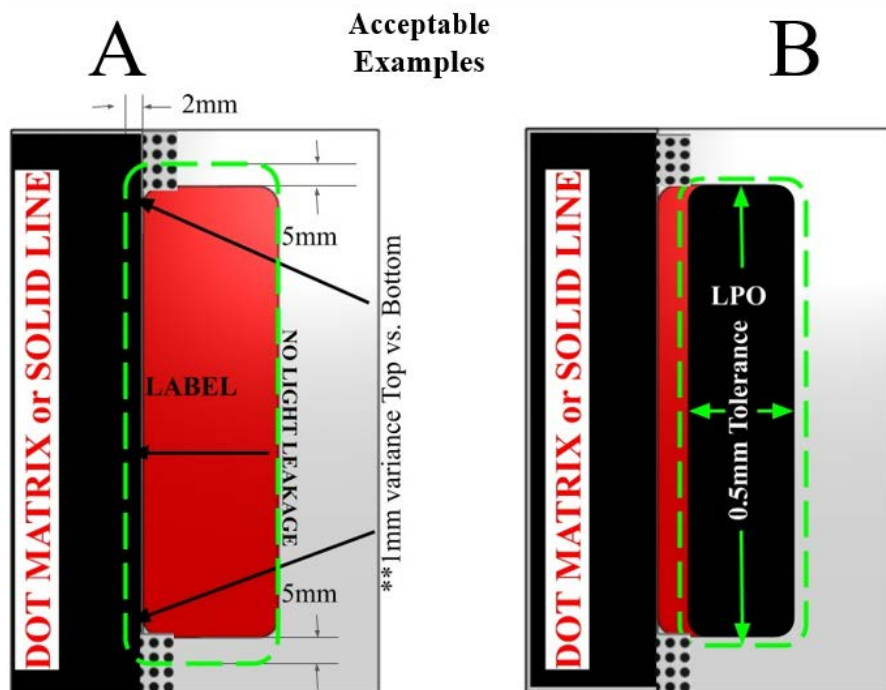 A
Acceptable
Examples
B
2mm
DOT MATRIX or SOLID LINE
5mm
LABEL
NO LIGHT LEAKAGE
**1mm variance Top vs. Bottom
5mm
DOT MATRIX or SOLID LINE
LPO
0.5mm Tolerance